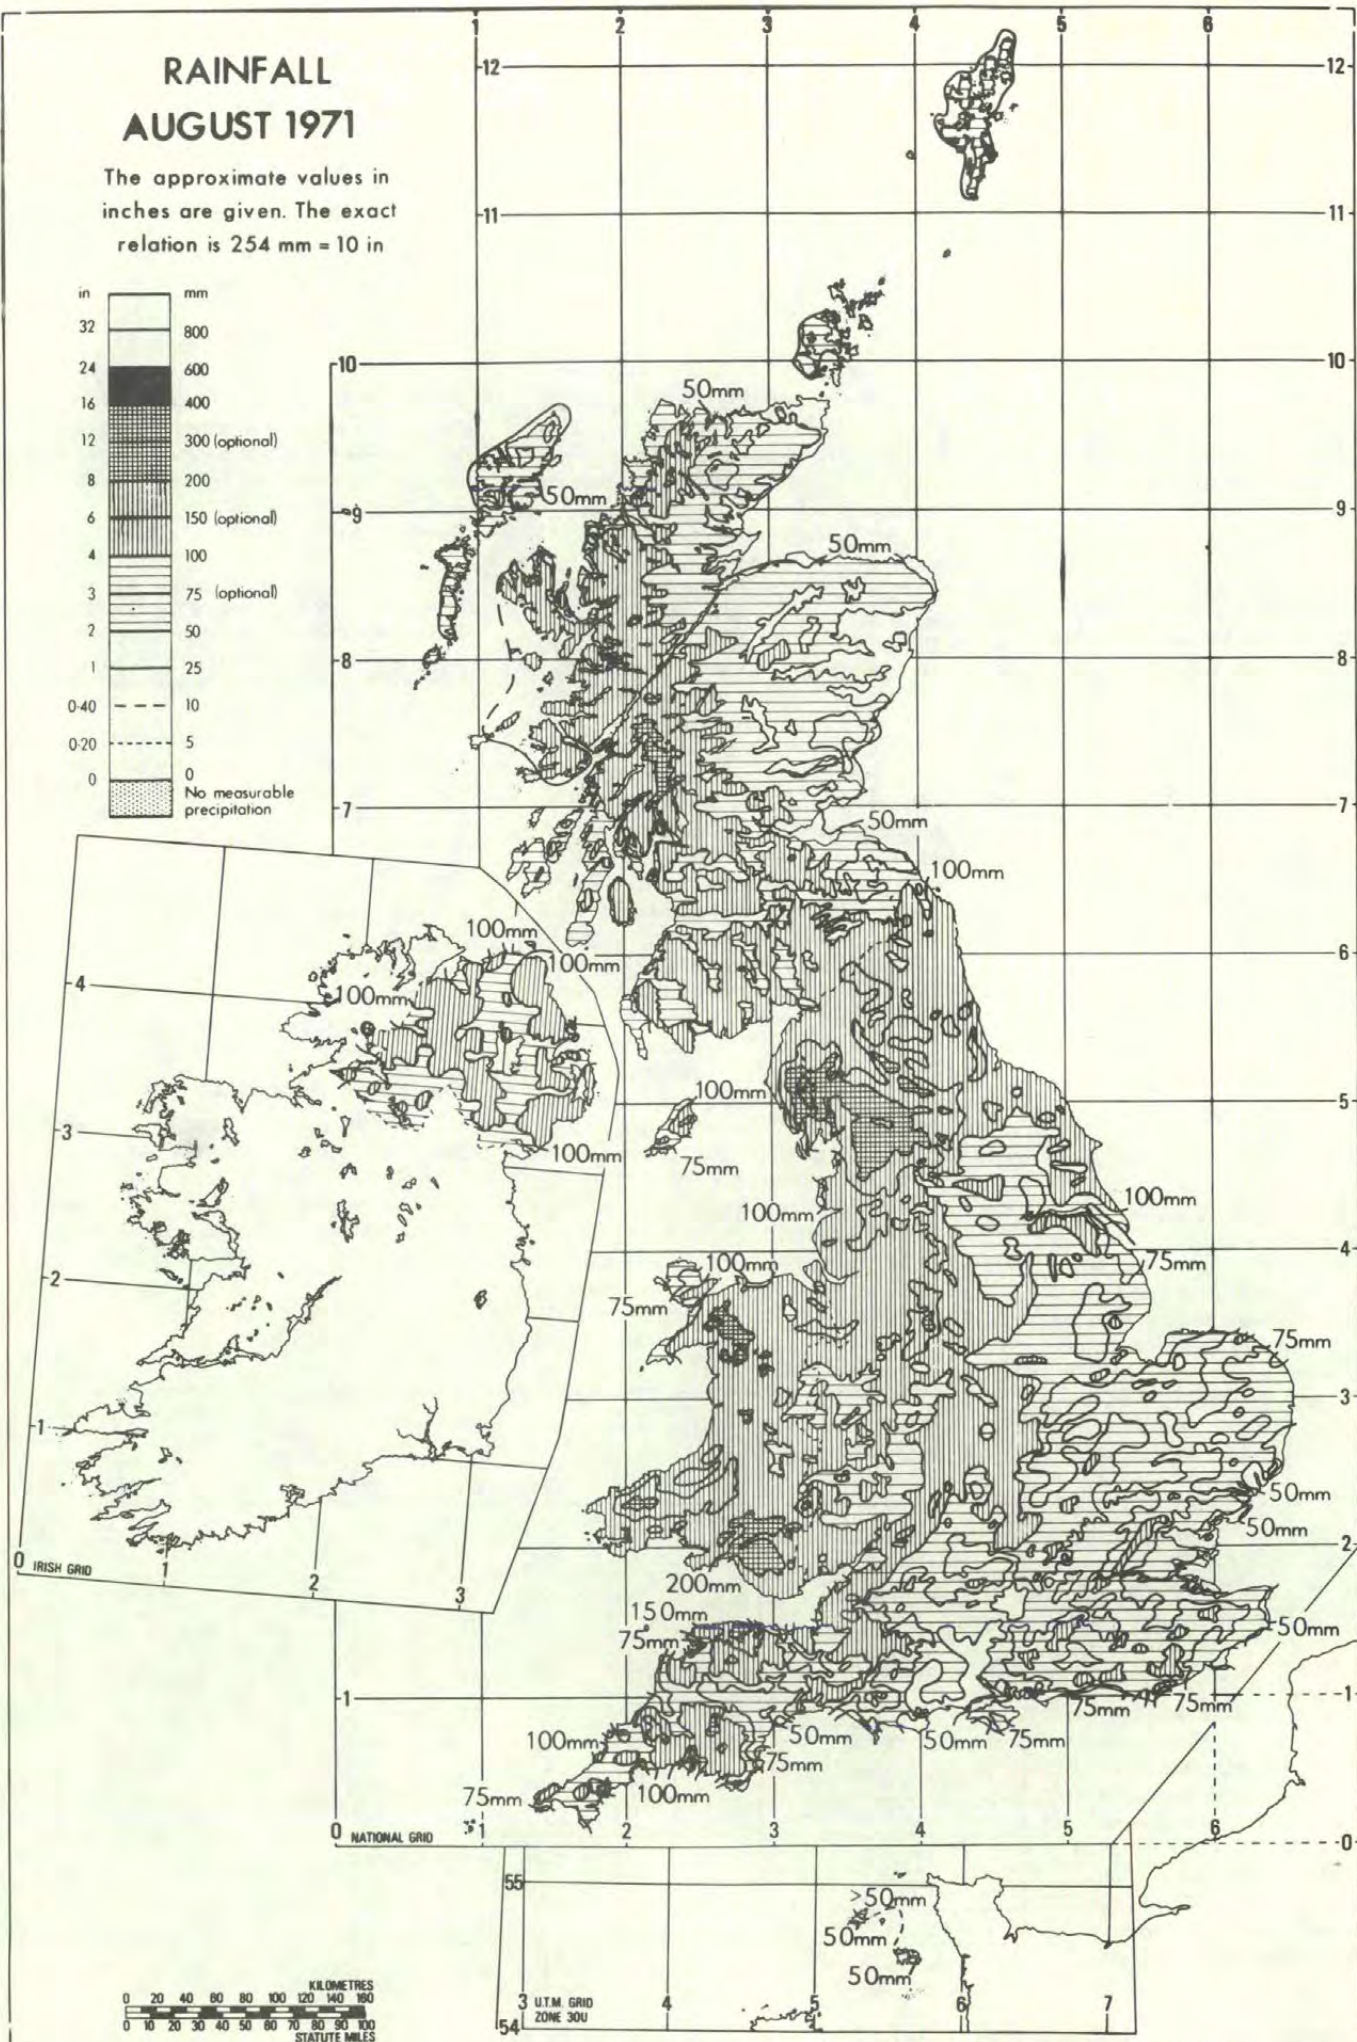 RAINFALL
AUGUST 1971
The approximate values in
inches are given. The exact
relation is 254 mm = 10 in
in mm
32 800
24 600
16 400
12 300 (optional)
8 200
6 150 (optional)
4 100
3 75 (optional)
2 50
1 25
0·40 10
0·20 5
0 0
No measurable
precipitation
1 2 3 4 5 6
12 12
11 11
10 10
50mm
50mm
9 9
50mm
8 8
7 7
50mm
100mm
100mm
100mm
6
4
100mm
100mm
5
3
100mm
75mm
100mm
100mm
75mm
4
2
100mm
75mm
75mm
3
1
50mm
50mm
2
0 IRISH GRID
1 2 3
200mm
150mm
75mm
50mm
1 1
75mm 75mm
100mm
50mm 50mm 75mm
75mm
75mm
100mm
0 NATIONAL GRID 1 2 3 4 5 6 0
55
>50mm
50mm
50mm
KILOMETRES
0 20 40 60 80 100 120 140 160
0 10 20 30 40 50 60 70 80 90 100
STATUTE MILES
3 U.T.M. GRID 4 5 6 7
ZONE 30U
54